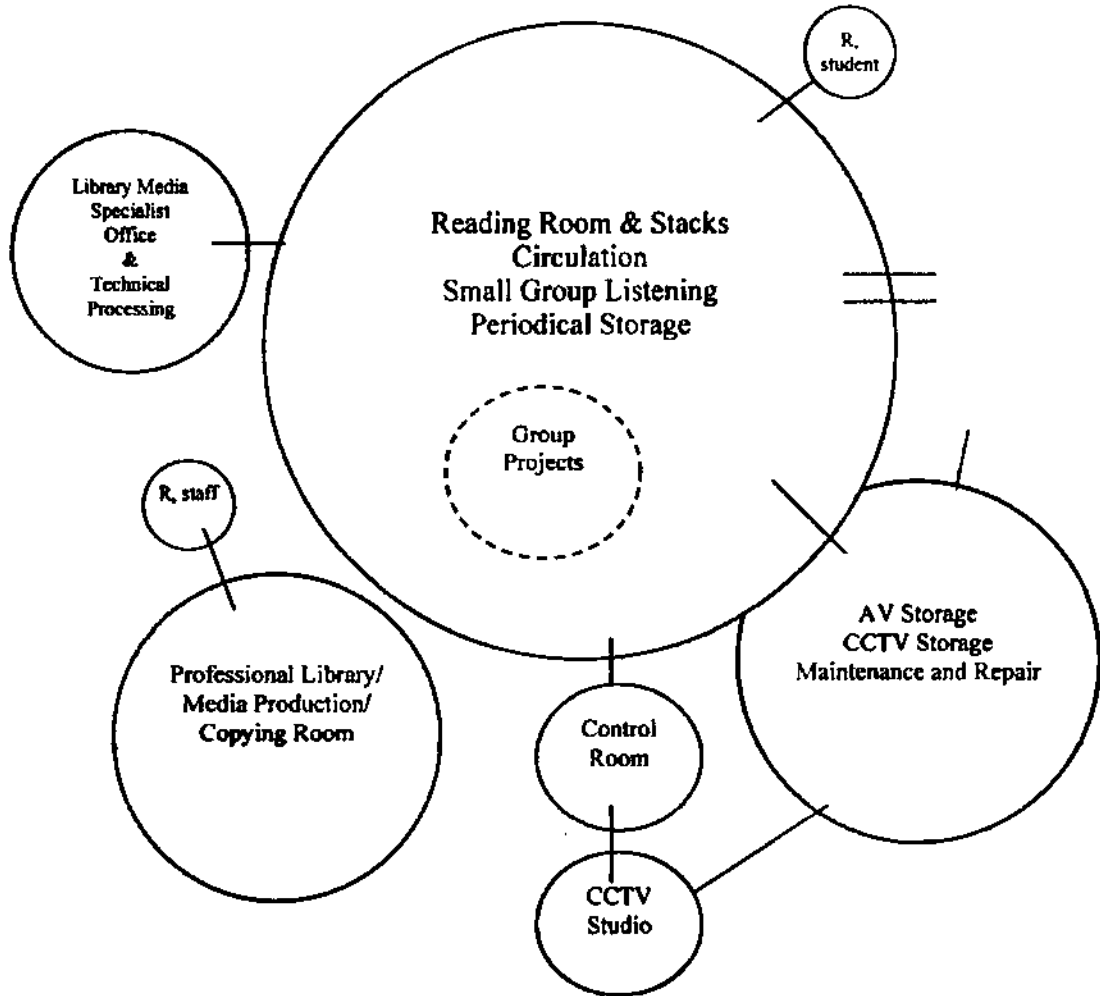 R,
student
Library Media
Specialist
Office
&
Technical
Processing
Reading Room & Stacks
Circulation
Small Group Listening
Periodical Storage
Group
Projects
R, staff
AV Storage
CCTV Storage
Maintenance and Repair
Professional Library/
Media Production/
Copying Room
Control
Room
CCTV
Studio